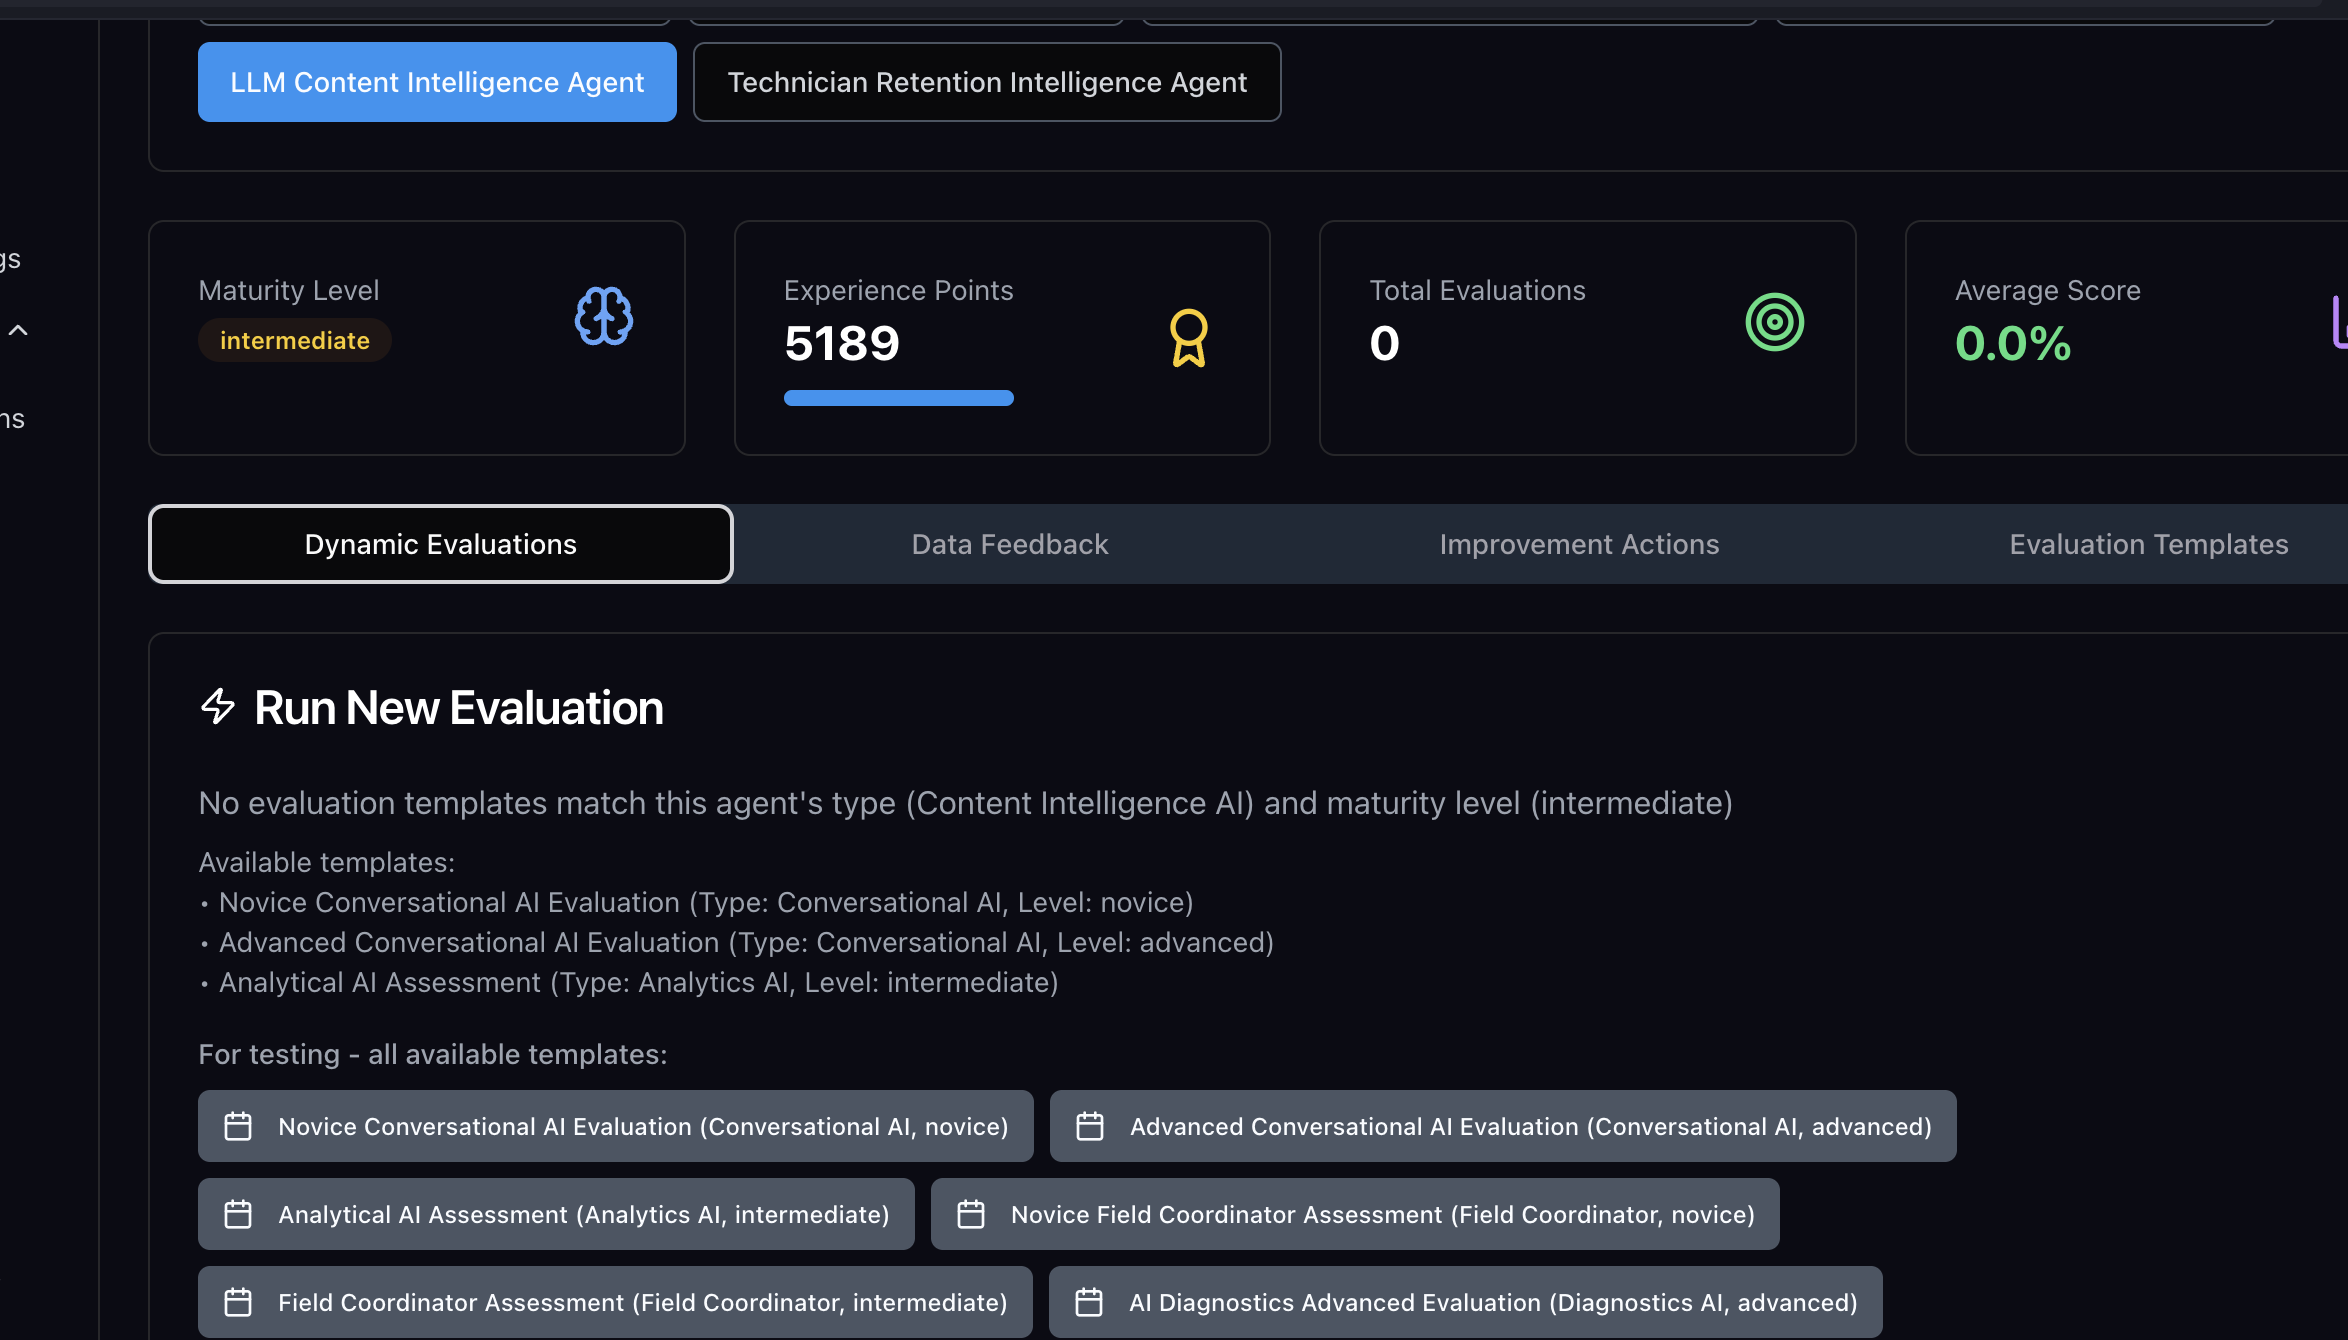 LLM Content Intelligence Agent
Technician Retention Intelligence Agent
gs
ns
Maturity Level
intermediate
Experience Points
5189
Total Evaluations
0
Average Score
0.0%
Dynamic Evaluations
Data Feedback
Improvement Actions
Evaluation Templates
Run New Evaluation
No evaluation templates match this agent's type (Content Intelligence AI) and maturity level (intermediate)
Available templates:
• Novice Conversational AI Evaluation (Type: Conversational AI, Level: novice)
• Advanced Conversational AI Evaluation (Type: Conversational AI, Level: advanced)
• Analytical AI Assessment (Type: Analytics AI, Level: intermediate)
For testing - all available templates:
Novice Conversational AI Evaluation (Conversational AI, novice)
Advanced Conversational AI Evaluation (Conversational AI, advanced)
Analytical AI Assessment (Analytics AI, intermediate)
Novice Field Coordinator Assessment (Field Coordinator, novice)
Field Coordinator Assessment (Field Coordinator, intermediate)
AI Diagnostics Advanced Evaluation (Diagnostics AI, advanced)